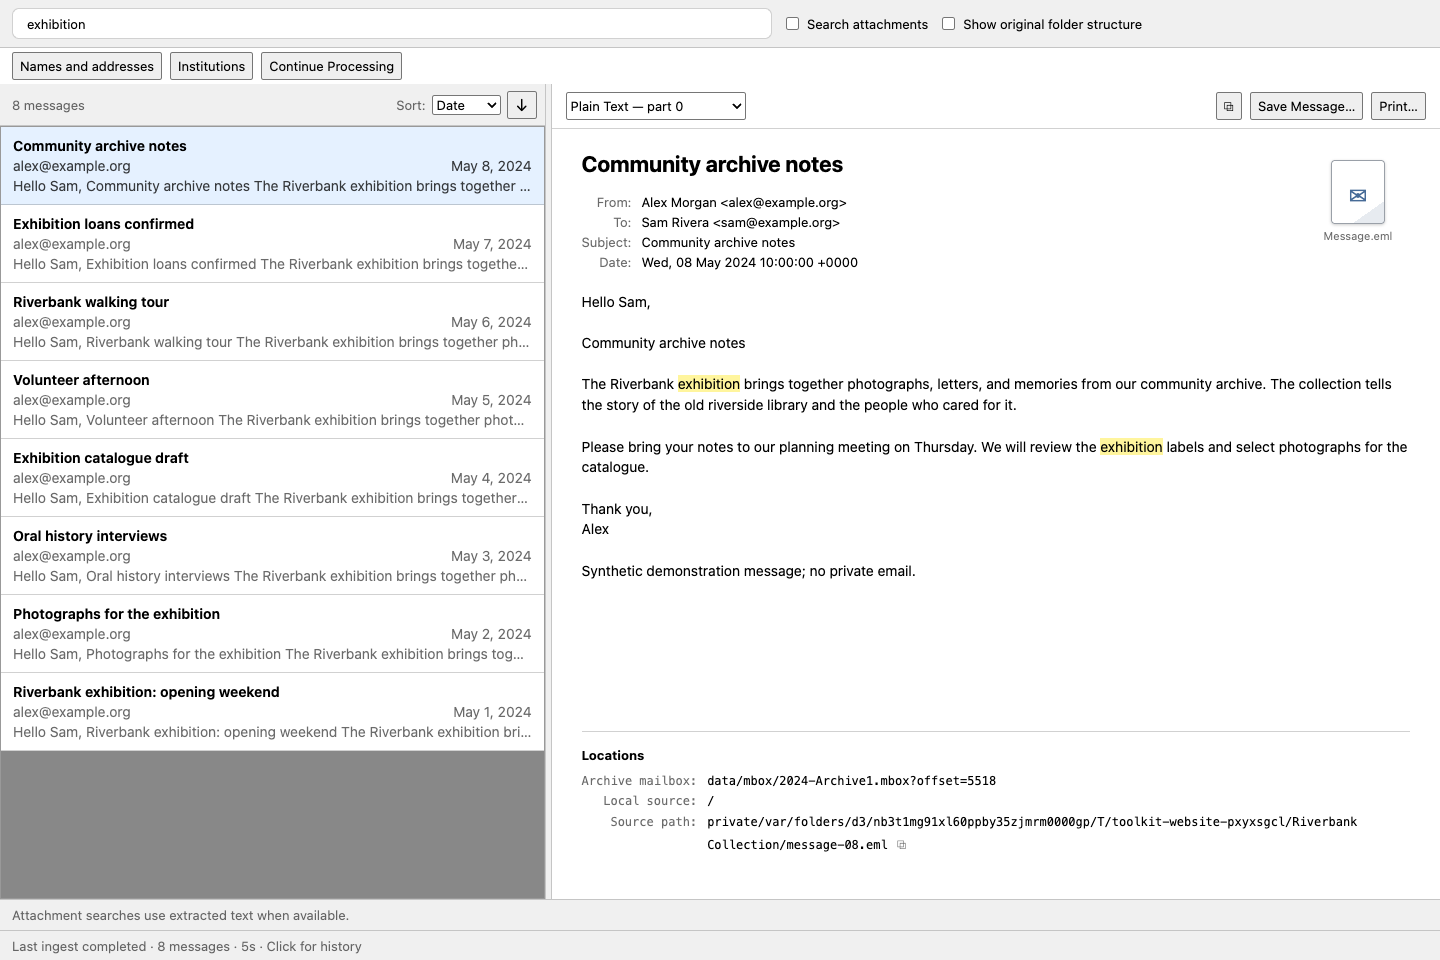 exhibition
Search attachments
Show original folder structure
Names and addresses
Institutions
Continue Processing
8 messages
Sort: Date ↓
Community archive notes
alex@example.org May 8, 2024
Hello Sam, Community archive notes The Riverbank exhibition brings together ...
Exhibition loans confirmed
alex@example.org May 7, 2024
Hello Sam, Exhibition loans confirmed The Riverbank exhibition brings togethe...
Riverbank walking tour
alex@example.org May 6, 2024
Hello Sam, Riverbank walking tour The Riverbank exhibition brings together ph...
Volunteer afternoon
alex@example.org May 5, 2024
Hello Sam, Volunteer afternoon The Riverbank exhibition brings together phot...
Exhibition catalogue draft
alex@example.org May 4, 2024
Hello Sam, Exhibition catalogue draft The Riverbank exhibition brings together...
Oral history interviews
alex@example.org May 3, 2024
Hello Sam, Oral history interviews The Riverbank exhibition brings together ph...
Photographs for the exhibition
alex@example.org May 2, 2024
Hello Sam, Photographs for the exhibition The Riverbank exhibition brings tog...
Riverbank exhibition: opening weekend
alex@example.org May 1, 2024
Hello Sam, Riverbank exhibition: opening weekend The Riverbank exhibition bri...
Plain Text — part 0
Save Message...
Print...
Community archive notes
From: Alex Morgan <alex@example.org>
To: Sam Rivera <sam@example.org>
Subject: Community archive notes
Date: Wed, 08 May 2024 10:00:00 +0000
Message.eml
Hello Sam,
Community archive notes
The Riverbank exhibition brings together photographs, letters, and memories from our community archive. The collection tells
the story of the old riverside library and the people who cared for it.
Please bring your notes to our planning meeting on Thursday. We will review the exhibition labels and select photographs for the
catalogue.
Thank you,
Alex
Synthetic demonstration message; no private email.
Locations
Archive mailbox: data/mbox/2024-Archive1.mbox?offset=5518
Local source: /
Source path: private/var/folders/d3/nb3t1mg91xl60ppby35zjmrm0000gp/T/toolkit-website-pxyxsgcl/Riverbank
Collection/message-08.eml
Attachment searches use extracted text when available.
Last ingest completed · 8 messages · 5s · Click for history